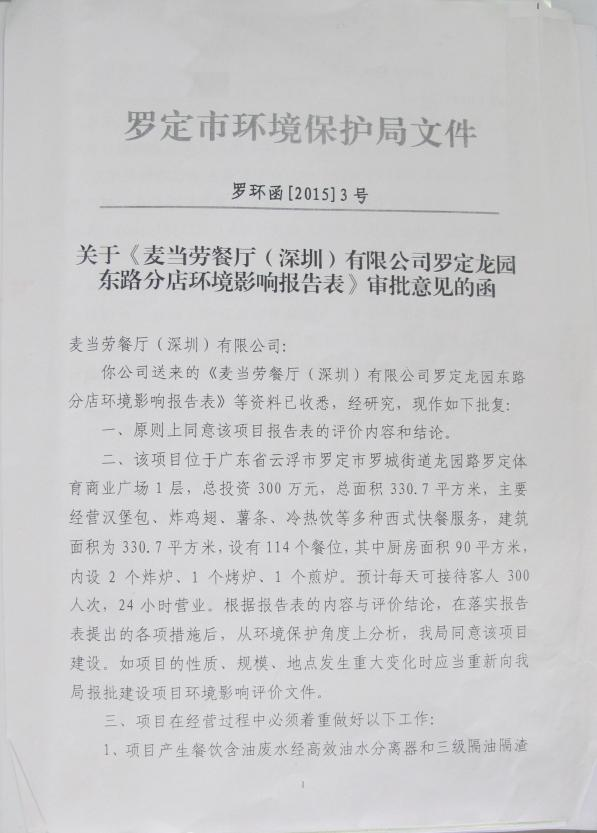 罗定市环境保护局文件
罗环函[2015]3号
关于《麦当劳餐厅（深圳）有限公司罗定龙园
东路分店环境影响报告表》审批意见的函
麦当劳餐厅（深圳）有限公司：
你公司送来的《麦当劳餐厅（深圳）有限公司罗定龙园东路
分店环境影响报告表》等资料已收悉，经研究，现作如下批复：
一、原则上同意该项目报告表的评价内容和结论。
二、该项目位于广东省云浮市罗定市罗城街道龙园路罗定体
育商业广场1层，总投资300万元，总面积330.7平方米，主要
经营汉堡包、炸鸡翅、薯条、冷热饮等多种西式快餐服务，建筑
面积为330.7平方米，设有114个餐位，其中厨房面积90平方米，
内设2个炸炉、1个烤炉、1个煎炉。预计每天可接待客人300
人次，24小时营业。根据报告表的内容与评价结论，在落实报告
表提出的各项措施后，从环境保护角度上分析，我局同意该项目
建设。如项目的性质、规模、地点发生重大变化时应当重新向我
局报批建设项目环境影响评价文件。
三、项目在经营过程中必须着重做好以下工作：
1、项目产生餐饮含油废水经高效油水分离器和三级隔油隔渣
1